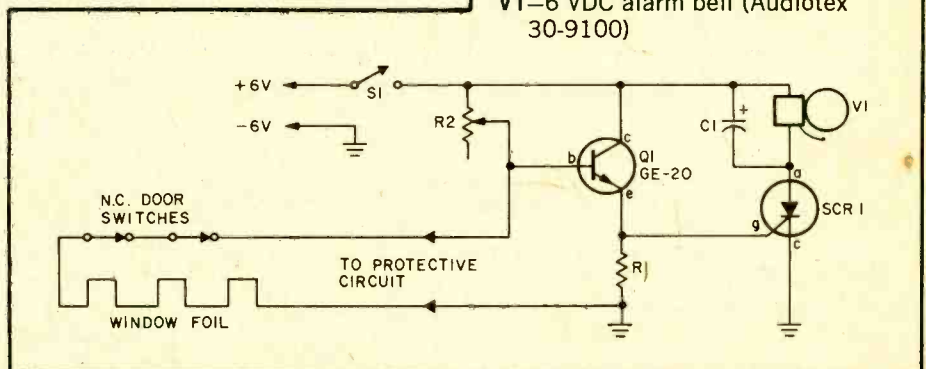 V1—6 VDC alarm bell (Audiotex
30-9100)
+6V
S1
-6V
R2
C1
+
V1
c
b
Q1
GE-20
e
a
SCR 1
g
c
N.C. DOOR
SWITCHES
TO PROTECTIVE
CIRCUIT
R1
WINDOW FOIL